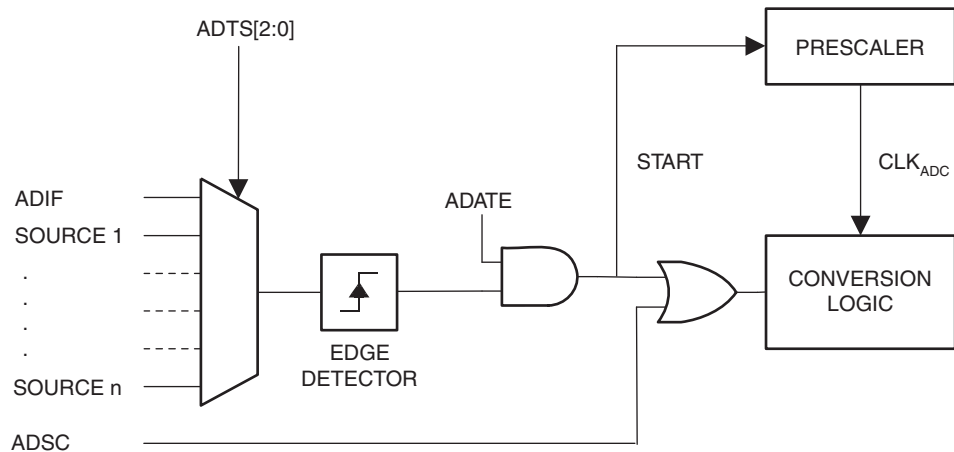 ADTS[2:0]
PRESCALER
START
CLKADC
ADIF
ADATE
SOURCE 1
.
.
.
.
CONVERSION
LOGIC
EDGE
DETECTOR
SOURCE n
ADSC